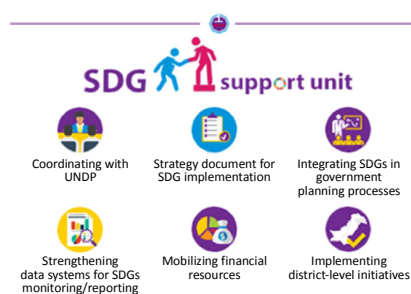 SDG support unit
Coordinating with
UNDP
Strategy document for
SDG implementation
Integrating SDGs in
government
planning processes
Strengthening
data systems for SDGs
monitoring/reporting
Mobilizing financial
resources
Implementing
district-level initiatives